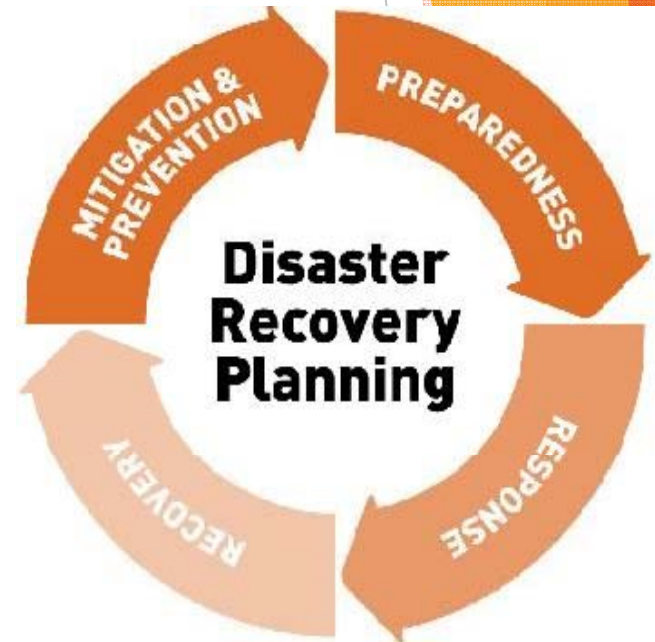 MITIGATION &
PREVENTION
PREPAREDNESS
Disaster
Recovery
Planning
RESPONSE
RECOVERY